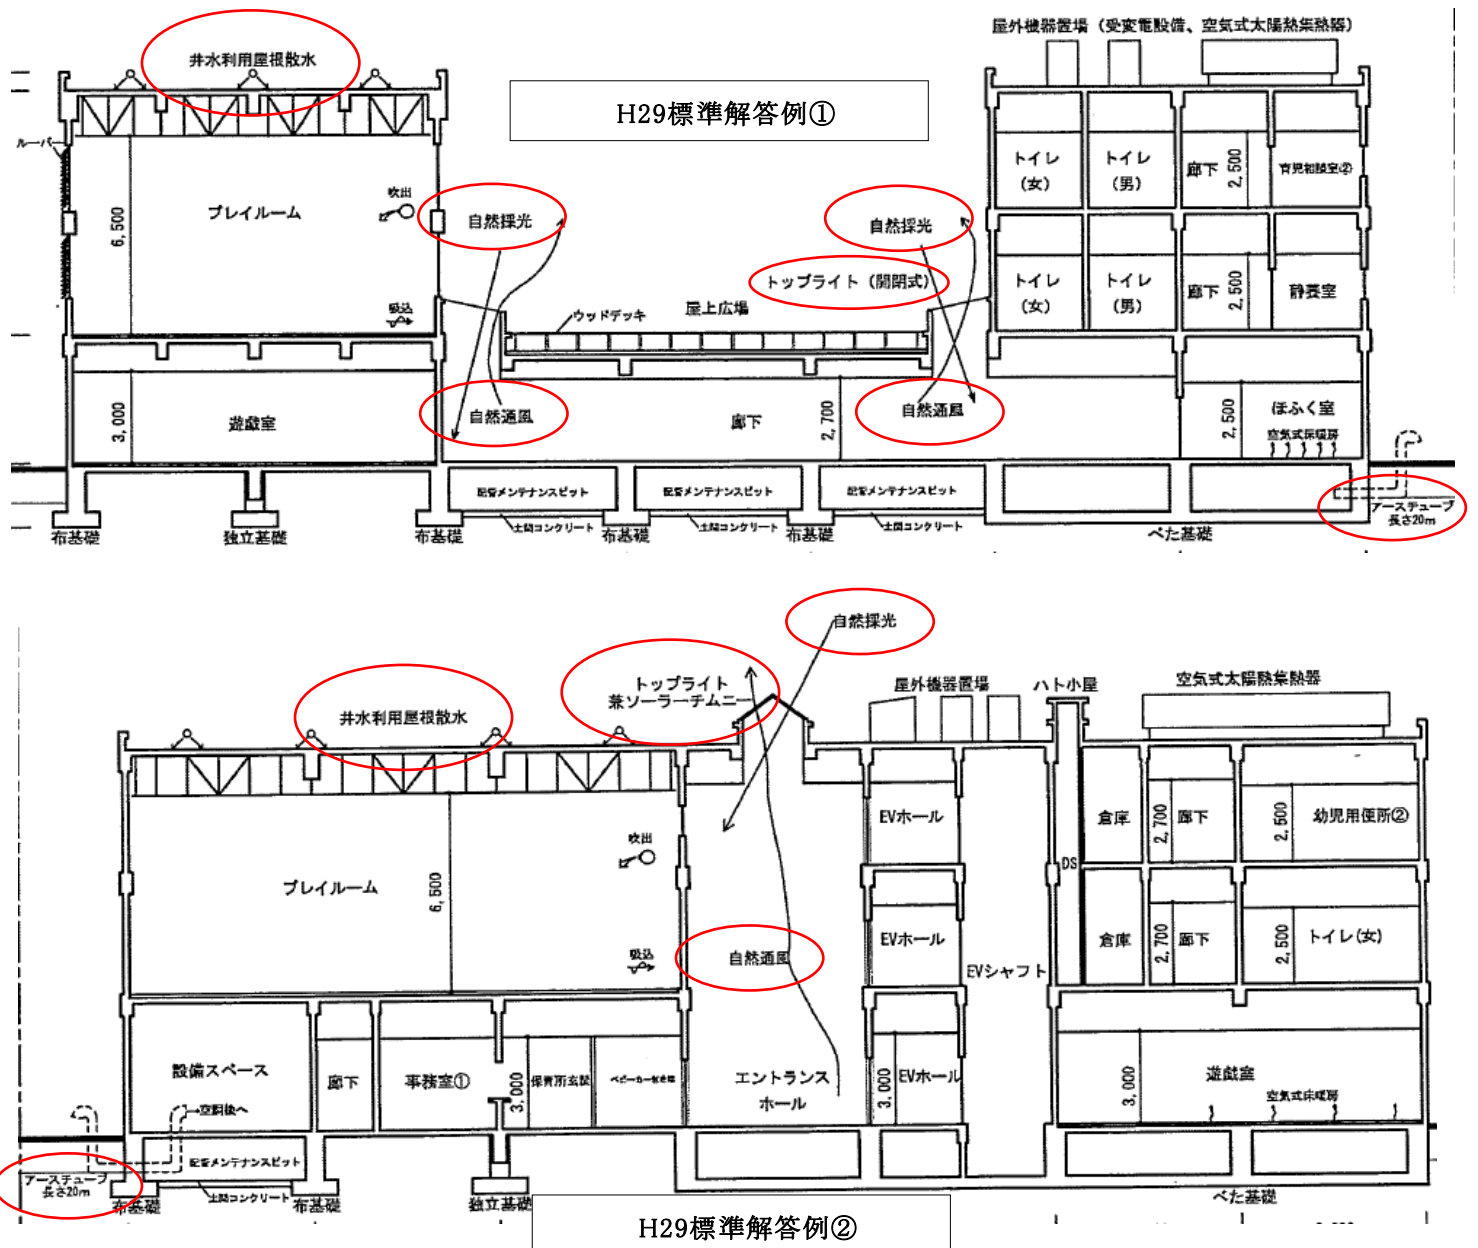 屋外機器置場（受変電設備、空気式太陽熱集熱器）
井水利用屋根散水
H29標準解答例①
ルーバー
プレイルーム
6,500
吹出
吸込
自然採光
自然採光
トップライト（開閉式）
屋上広場
ウッドデッキ
トイレ
(女)
トイレ
(男)
廊下
2,500
育児相談室②
トイレ
(女)
トイレ
(男)
廊下
2,500
静養室
遊戯室
3,000
自然通風
廊下
2,700
自然通風
2,500
ほふく室
空気式床暖房
配管メンテナンスピット
配管メンテナンスピット
配管メンテナンスピット
土間コンクリート
土間コンクリート
土間コンクリート
布基礎
独立基礎
布基礎
布基礎
布基礎
べた基礎
アースチューブ
長さ20m
自然採光
トップライト
兼ソーラーチムニー
井水利用屋根散水
屋外機器置場
ハト小屋
空気式太陽熱集熱器
プレイルーム
6,500
吹出
吸込
自然通風
EVホール
EVホール
EVシャフト
DS
倉庫
2,700
廊下
2,500
幼児用便所②
倉庫
2,700
廊下
2,500
トイレ(女)
設備スペース
廊下
事務室①
3,000
保育所玄関
ベビーカー置き場
エントランス
ホール
3,000
EVホール
3,000
遊戯室
空気式床暖房
空調機へ
配管メンテナンスピット
アースチューブ
長さ20m
土間コンクリート
布基礎
布基礎
独立基礎
べた基礎
H29標準解答例②